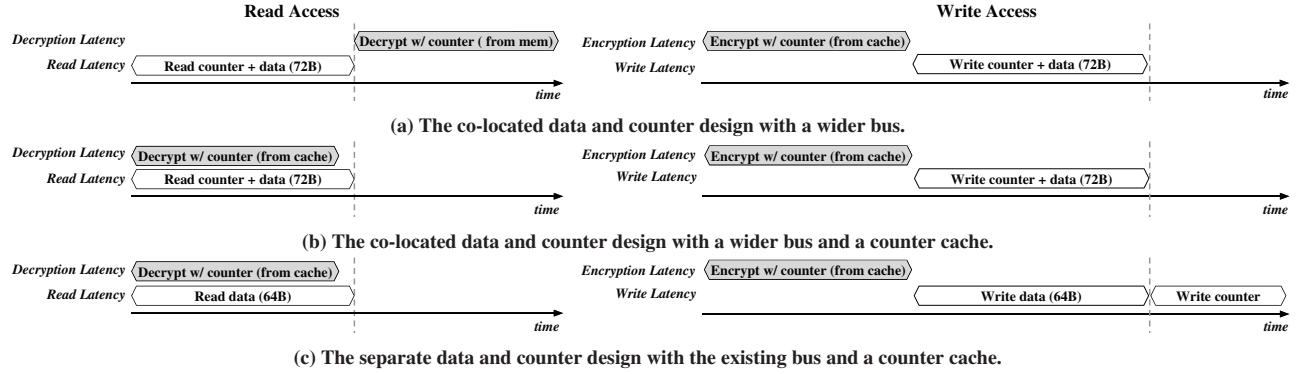 Read Access
Write Access
Decryption Latency
Decrypt w/ counter ( from mem)
Read Latency
Read counter + data (72B)
time
Encryption Latency
Encrypt w/ counter (from cache)
Write Latency
Write counter + data (72B)
time
(a) The co-located data and counter design with a wider bus.
Decryption Latency
Decrypt w/ counter (from cache)
Read Latency
Read counter + data (72B)
time
Encryption Latency
Encrypt w/ counter (from cache)
Write Latency
Write counter + data (72B)
time
(b) The co-located data and counter design with a wider bus and a counter cache.
Decryption Latency
Decrypt w/ counter (from cache)
Read Latency
Read data (64B)
time
Encryption Latency
Encrypt w/ counter (from cache)
Write Latency
Write data (64B)
Write counter
time
(c) The separate data and counter design with the existing bus and a counter cache.